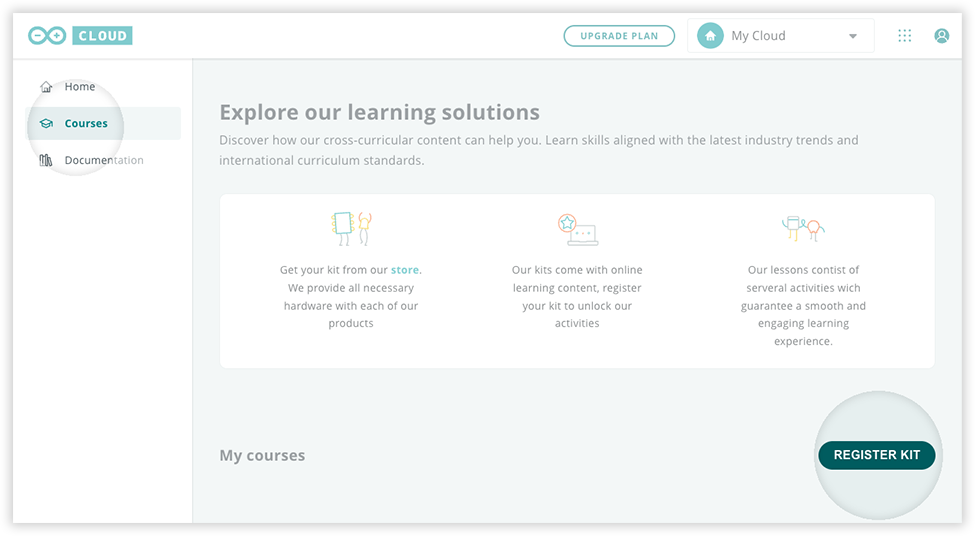 CLOUD
UPGRADE PLAN
My Cloud
Home
Courses
Documentation
Explore our learning solutions
Discover how our cross-curricular content can help you. Learn skills aligned with the latest industry trends and
international curriculum standards.
Get your kit from our store.
We provide all necessary
hardware with each of our
products
Our kits come with online
learning content, register
your kit to unlock our
activities
Our lessons contist of
serveral activities wich
guarantee a smooth and
engaging learning
experience.
My courses
REGISTER KIT